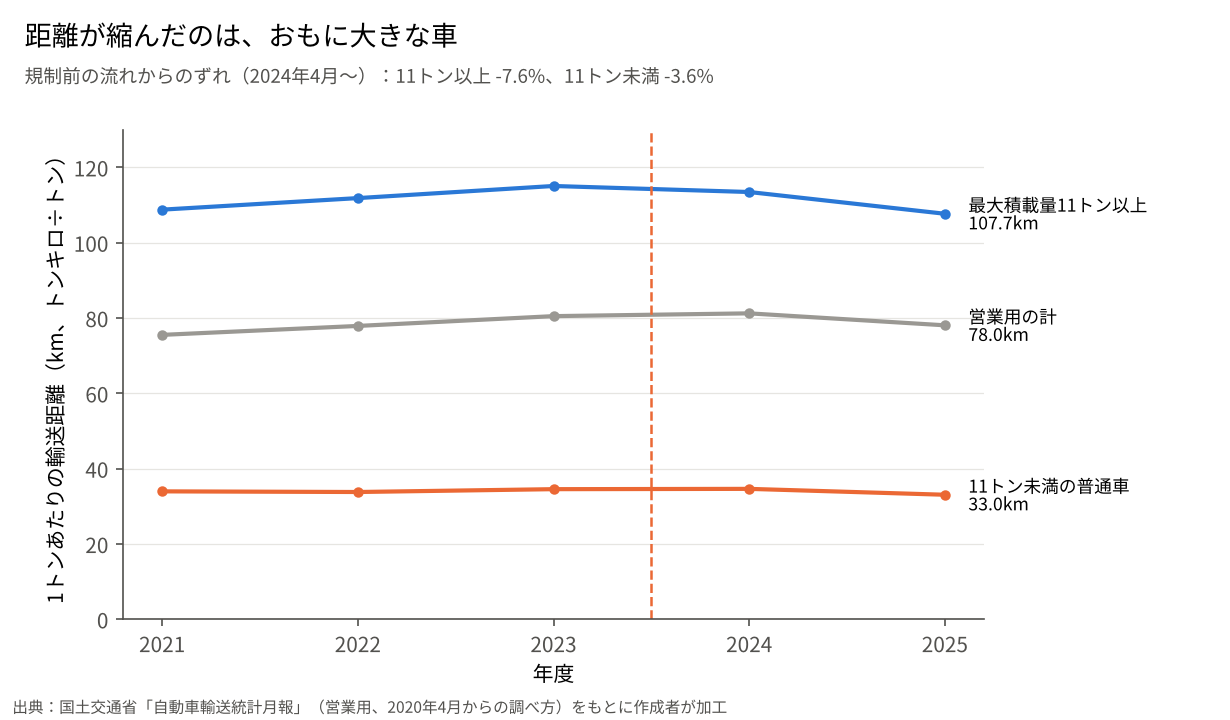 距離が縮んだのは、おもに大きな車
規制前の流れからのずれ（2024年4月～）：11トン以上 -7.6%、11トン未満 -3.6%
1トンあたりの輸送距離（km、トンキロ÷トン）
120
100
80
60
40
20
0
最大積載量11トン以上
107.7km
営業用の計
78.0km
11トン未満の普通車
33.0km
2021
2022
2023
2024
2025
年度
出典：国土交通省「自動車輸送統計月報」（営業用、2020年4月からの調べ方）をもとに作成者が加工